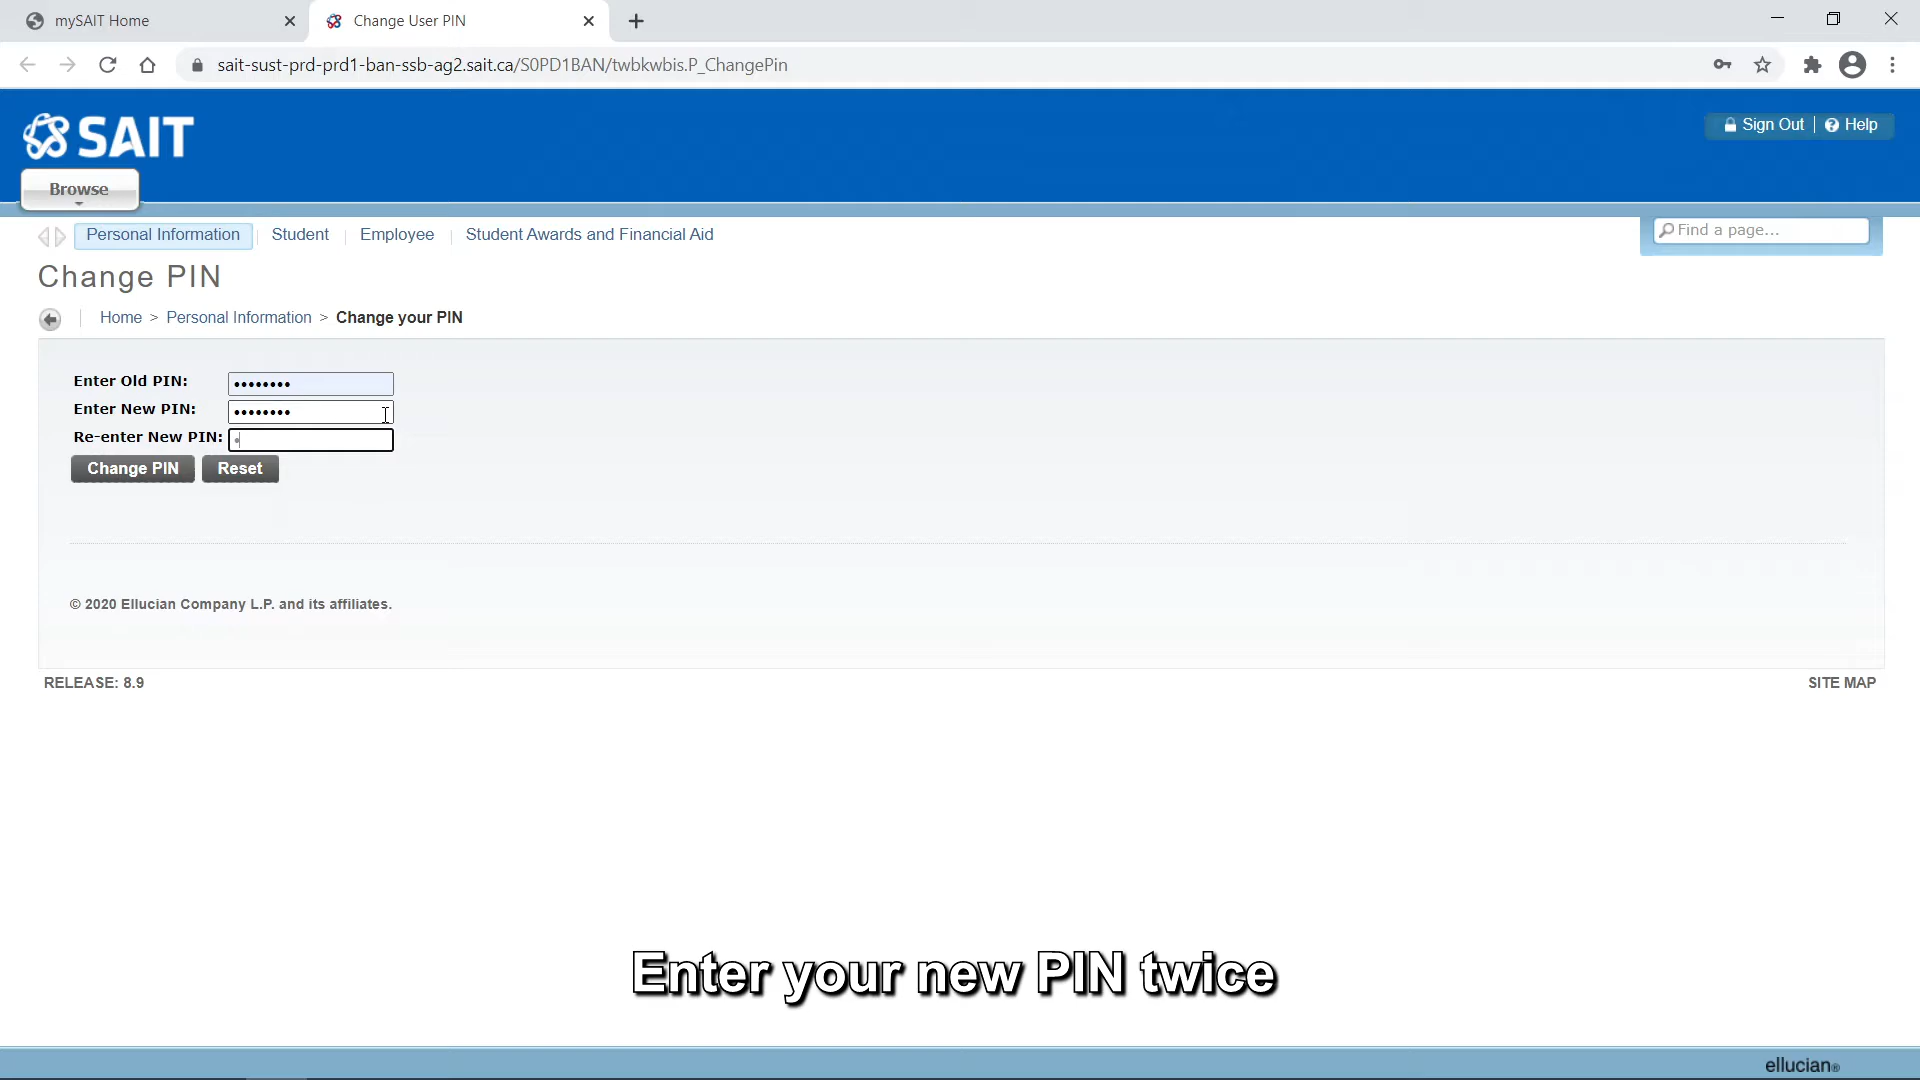 mySAIT Home
Change User PIN
sait-sust-prd-prd1-ban-ssb-ag2.sait.ca/S0PD1BAN/twbkwbis.P_ChangePin
SAIT
Sign Out | Help
Browse
Personal Information
Student
Employee
Student Awards and Financial Aid
Find a page...
Change PIN
Home > Personal Information > Change your PIN
Enter Old PIN: ••••••••
Enter New PIN: ••••••••
Re-enter New PIN: •
Change PIN
Reset
© 2020 Ellucian Company L.P. and its affiliates.
RELEASE: 8.9
SITE MAP
Enter your new PIN twice
ellucian®